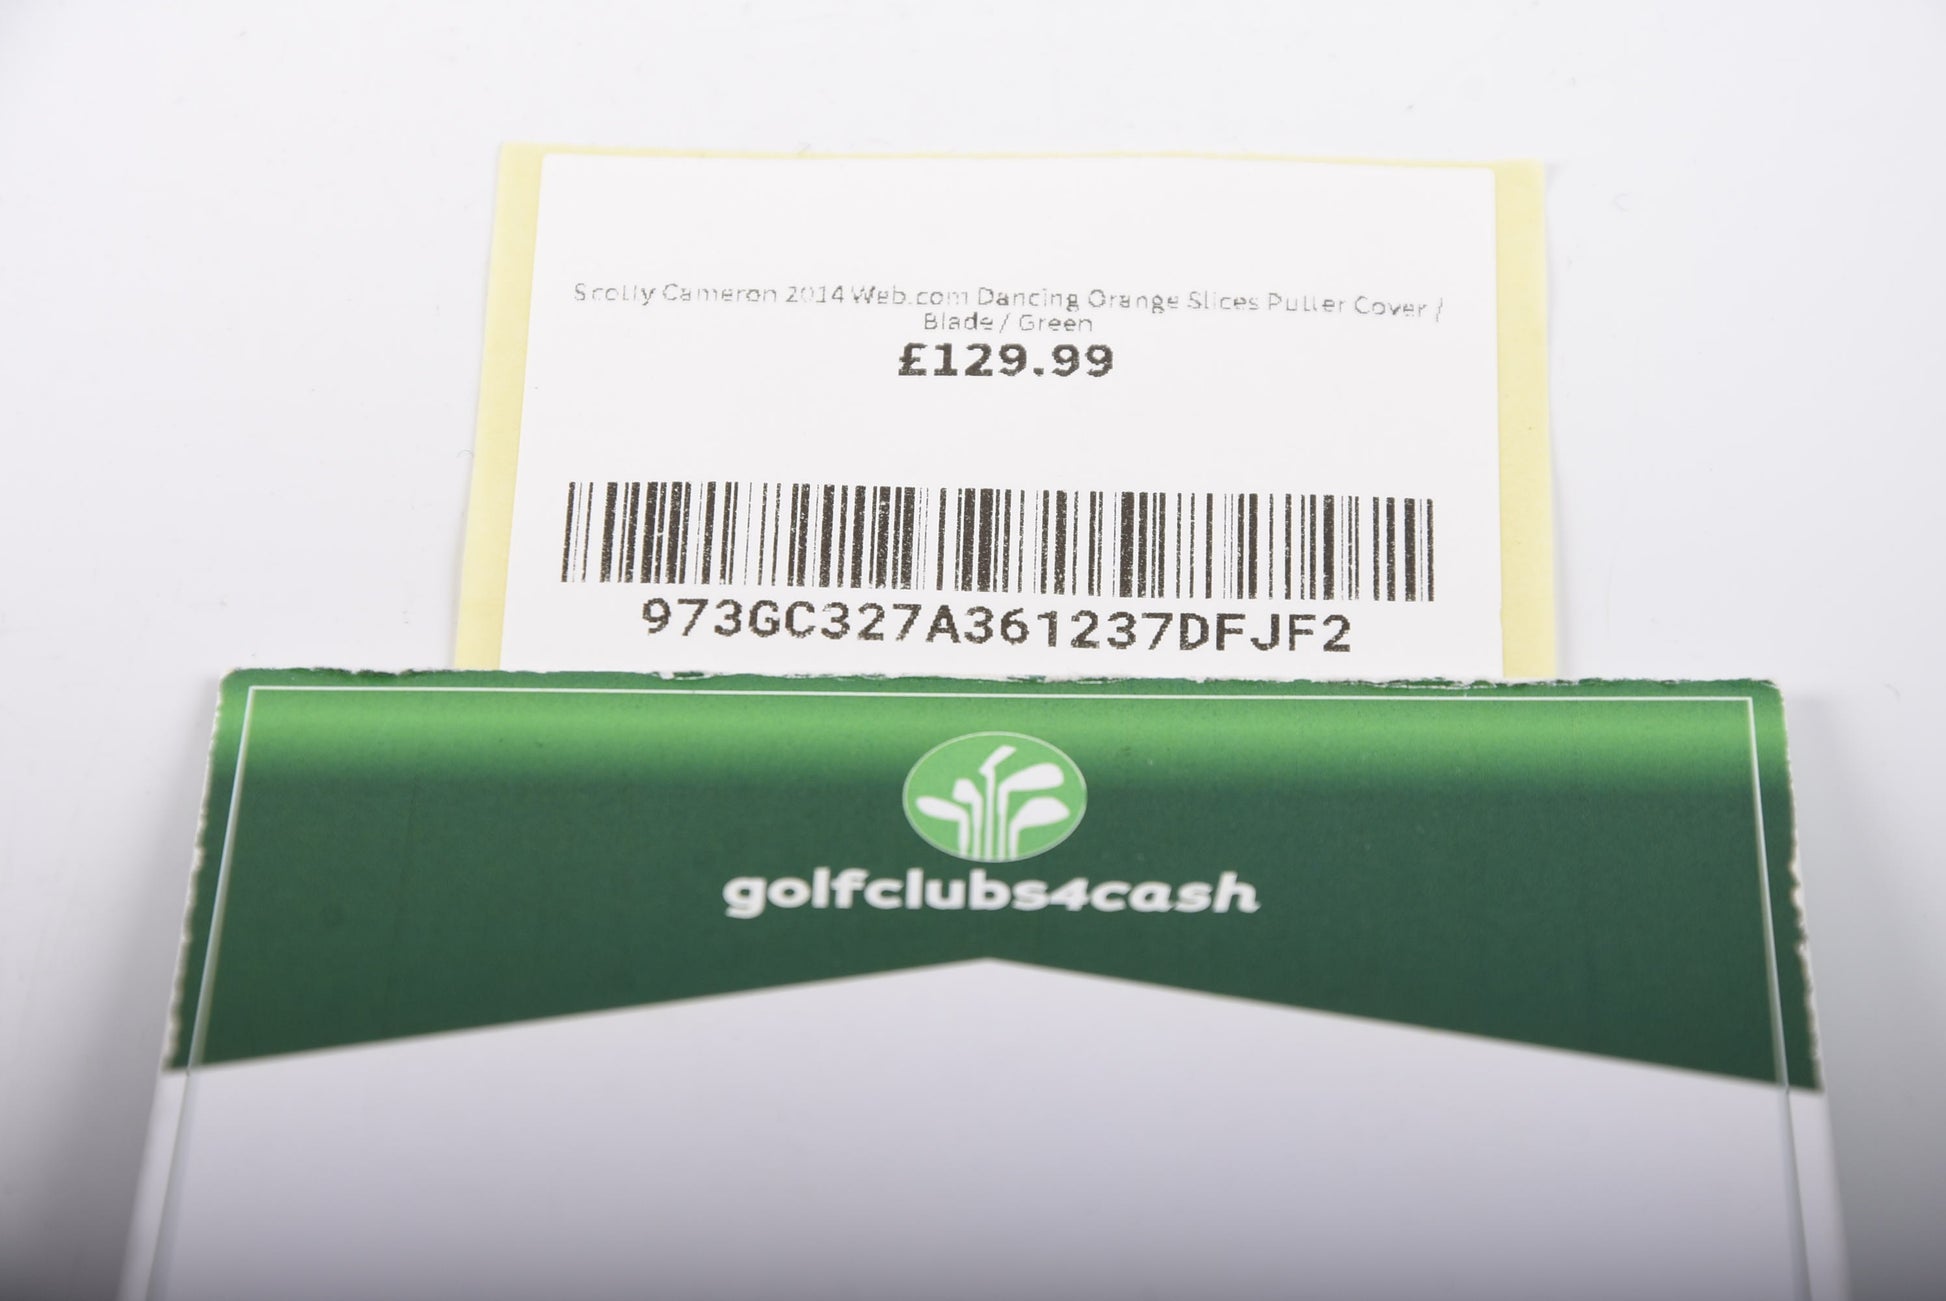 Scotty Cameron 2014 Web.com Dancing Orange Slices Putter Cover /
Blade / Green
£129.99
973GC327A361237DFJF2
golfclubs4cash